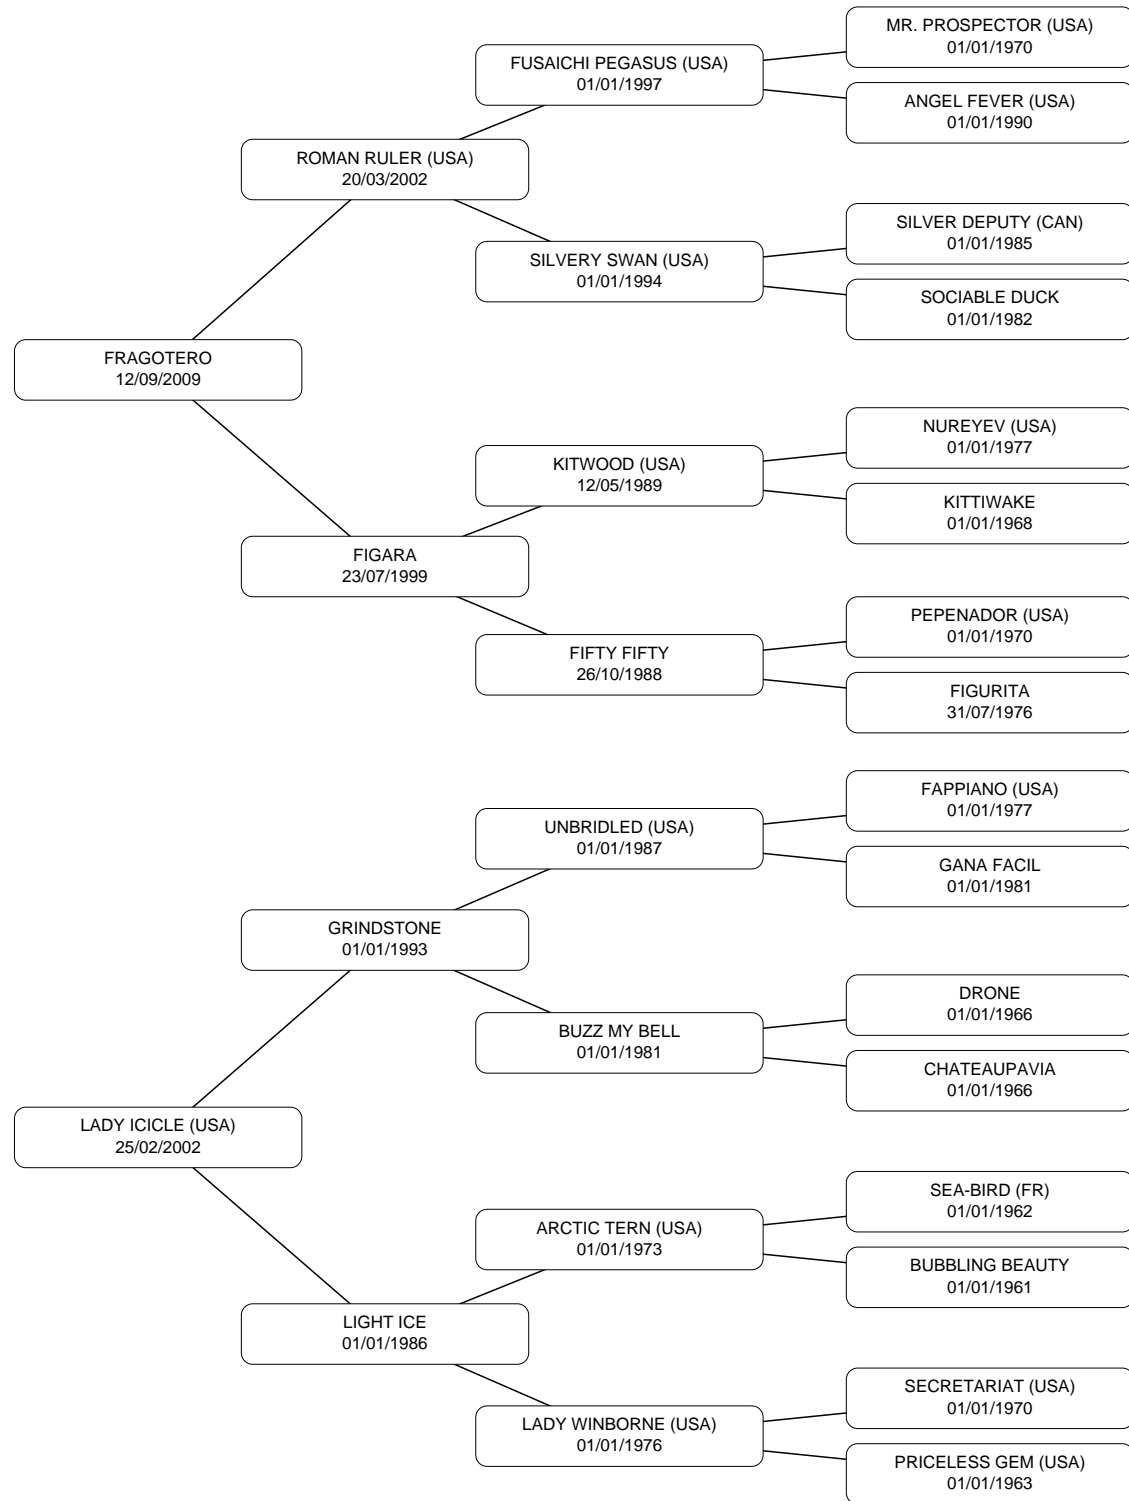 MR. PROSPECTOR (USA)
01/01/1970
FUSAICHI PEGASUS (USA)
01/01/1997
ANGEL FEVER (USA)
01/01/1990
ROMAN RULER (USA)
20/03/2002
SILVER DEPUTY (CAN)
01/01/1985
SILVERY SWAN (USA)
01/01/1994
SOCIABLE DUCK
01/01/1982
FRAGOTERO
12/09/2009
NUREYEV (USA)
01/01/1977
KITWOOD (USA)
12/05/1989
KITTIWAKE
01/01/1968
FIGARA
23/07/1999
PEPENADOR (USA)
01/01/1970
FIFTY FIFTY
26/10/1988
FIGURITA
31/07/1976
FAPPIANO (USA)
01/01/1977
UNBRIDLED (USA)
01/01/1987
GANA FACIL
01/01/1981
GRINDSTONE
01/01/1993
DRONE
01/01/1966
BUZZ MY BELL
01/01/1981
CHATEAUPAVIA
01/01/1966
LADY ICICLE (USA)
25/02/2002
SEA-BIRD (FR)
01/01/1962
ARCTIC TERN (USA)
01/01/1973
BUBBLING BEAUTY
01/01/1961
LIGHT ICE
01/01/1986
SECRETARIAT (USA)
01/01/1970
LADY WINBORNE (USA)
01/01/1976
PRICELESS GEM (USA)
01/01/1963